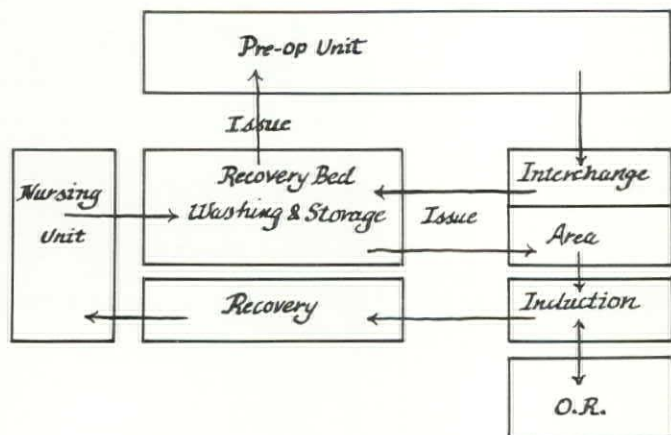 Pre-op Unit
Issue
Recovery Bed
Washing & Storage
Interchange
Nursing
Unit
Issue
Area
Recovery
Induction
O.R.